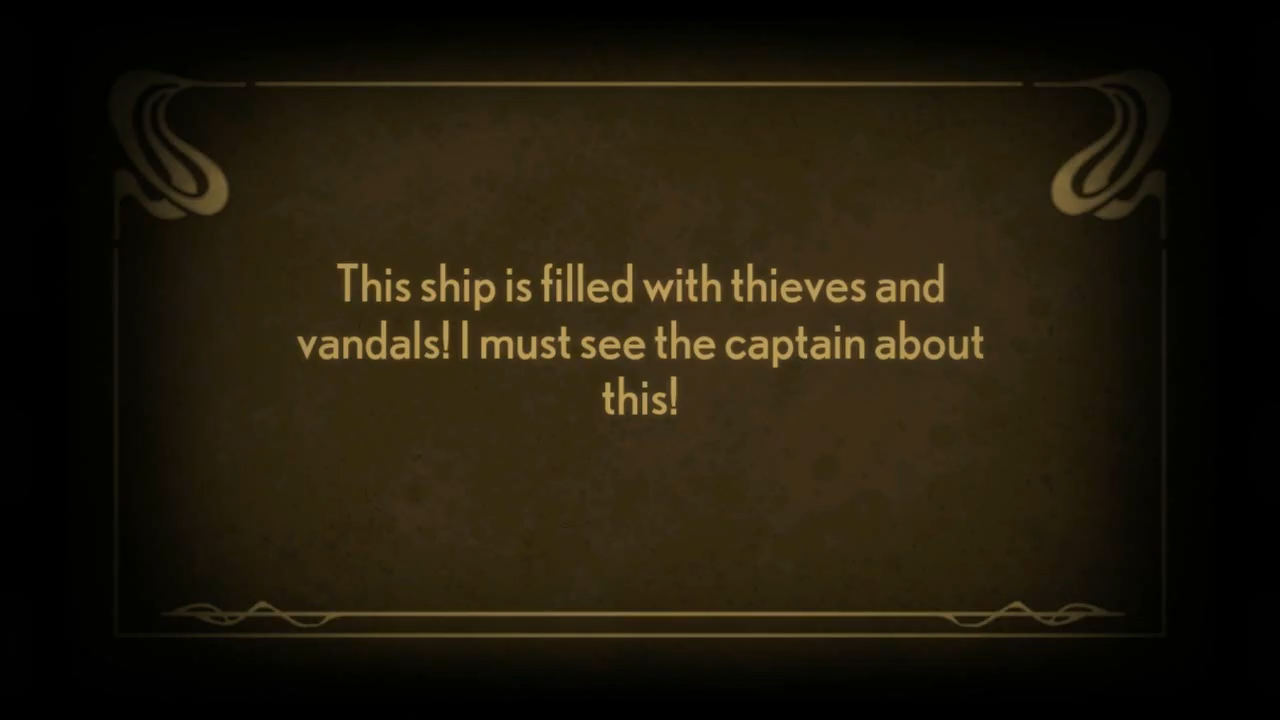 This ship is filled with thieves and
vandals! I must see the captain about
this!